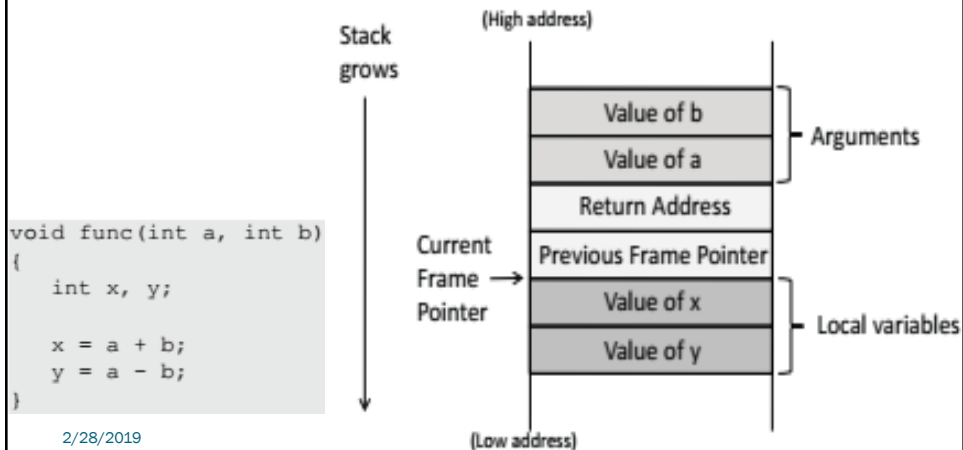 (High address)
Stack
grows
Value of b
Value of a
Arguments
Return Address
Previous Frame Pointer
Current
Frame
Pointer
Value of x
Value of y
Local variables
(Low address)
void func(int a, int b)
{
int x, y;
x = a + b;
y = a - b;
}
2/28/2019